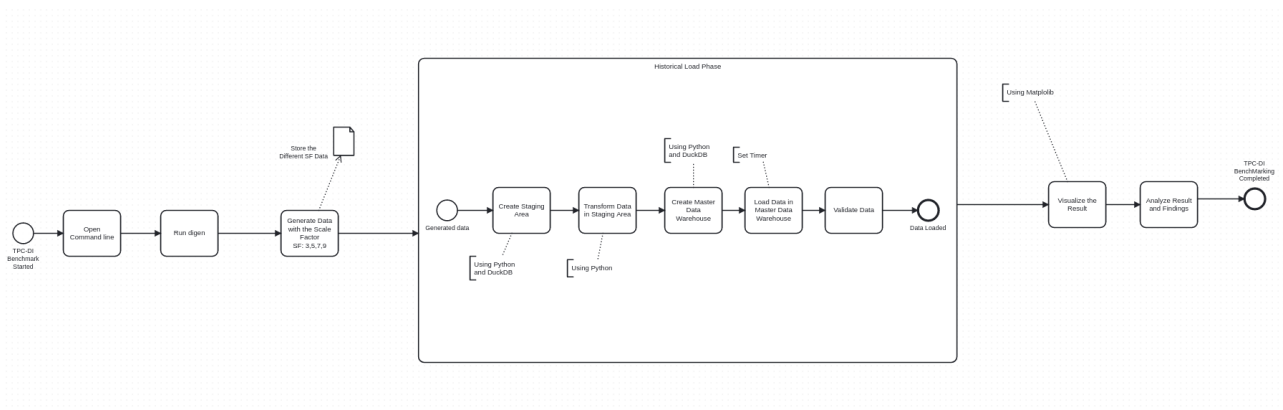 TPC-DI
Benchmark
Started
Open
Command line
Run digen
Generate Data
with the Scale
Factor
SF: 3,5,7,9
Store the
Different SF Data
Historical Load Phase
Generated data
Create Staging
Area
Using Python
and DuckDB
Transform Data
in Staging Area
Using Python
Create Master
Data
Warehouse
Using Python
and DuckDB
Load Data in
Master Data
Warehouse
Set Timer
Validate Data
Data Loaded
Using Matplolib
Visualize the
Result
Analyze Result
and Findings
TPC-DI
BenchMarking
Completed